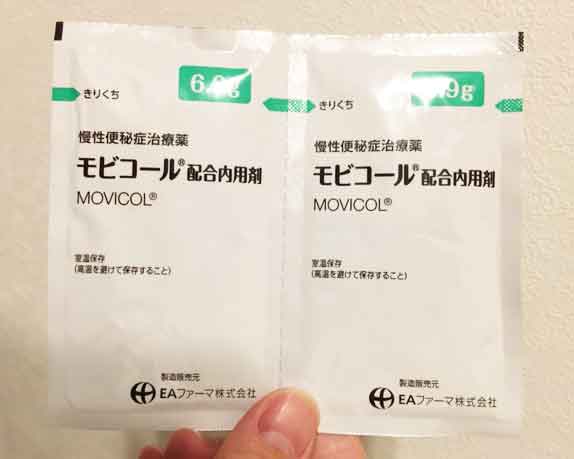 きりくち
6.9g
慢性便秘症治療薬
モビコール®配合内用剤
MOVICOL®
室温保存
(高温を避けて保存すること)
製造販売元
EAファーマ株式会社
きりくち
.9g
慢性便秘症治療薬
モビコール®配合内用剤
MOVICOL®
室温保存
(高温を避けて保存すること)
製造販売元
EAファーマ株式会社